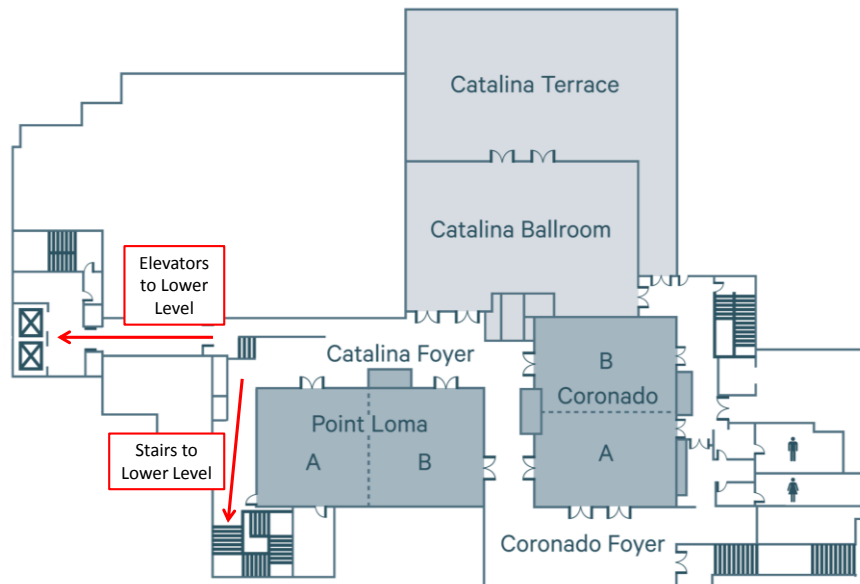 Catalina Terrace
Catalina Ballroom
Elevators
to Lower
Level
Catalina Foyer
B
Coronado
Point Loma
A
B
A
Stairs to
Lower Level
Coronado Foyer